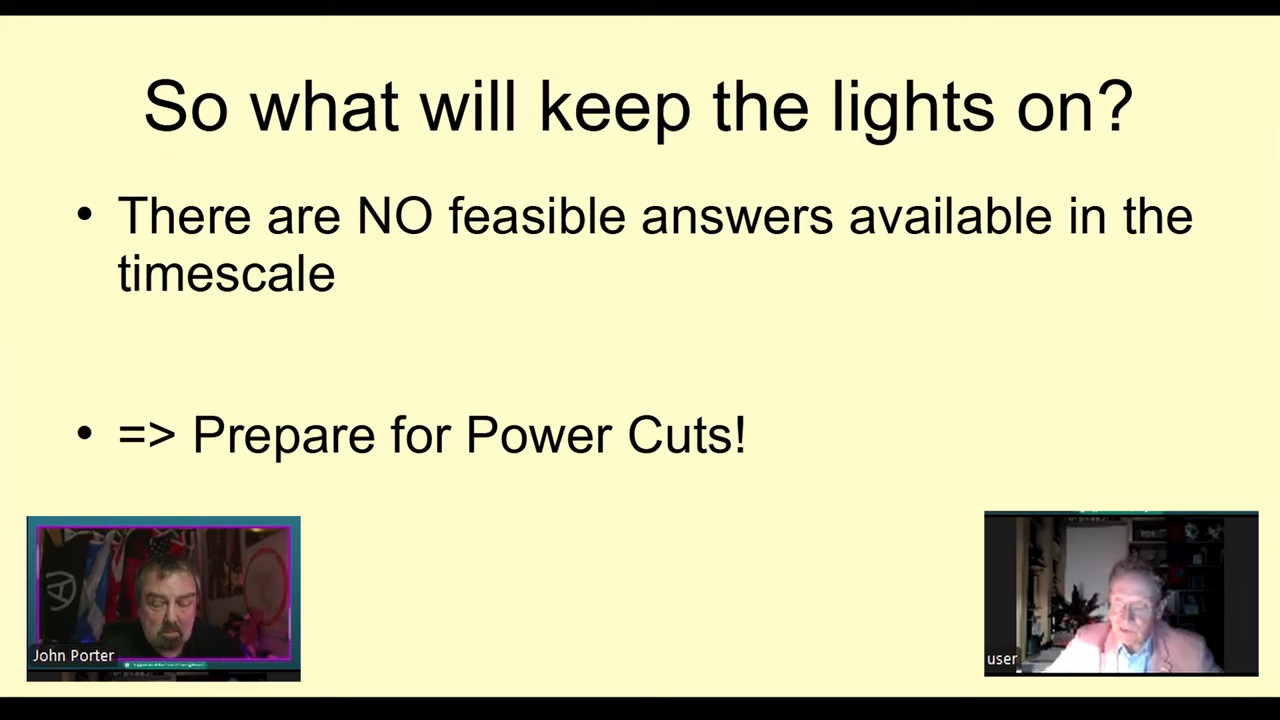 So what will keep the lights on?
• There are NO feasible answers available in the
timescale
• => Prepare for Power Cuts!
John Porter
user